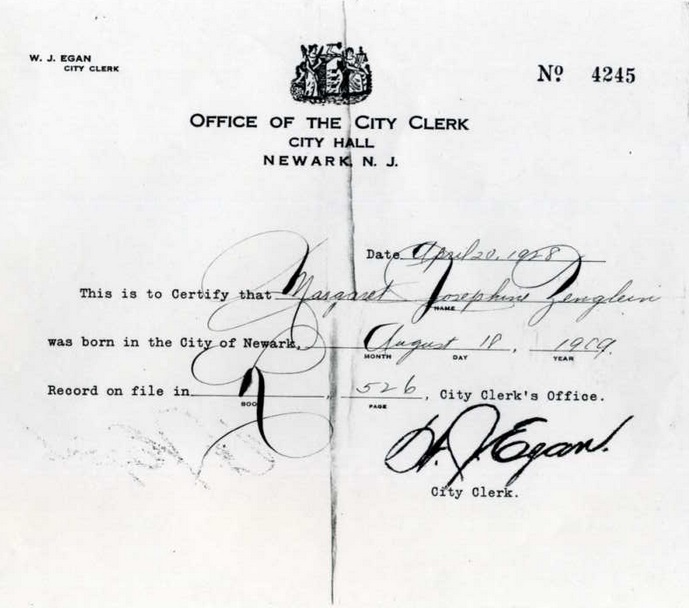 W. J. EGAN
CITY CLERK
Nº 4245
OFFICE OF THE CITY CLERK
CITY HALL
NEWARK, N. J.
Date April 20, 1928
This is to Certify that Margaret Josephine Zenglein
NAME
was born in the City of Newark, August 18, 1909.
MONTH DAY YEAR
Record on file in , 526, City Clerk's Office.
BOOK PAGE
W. J. Egan.
City Clerk.